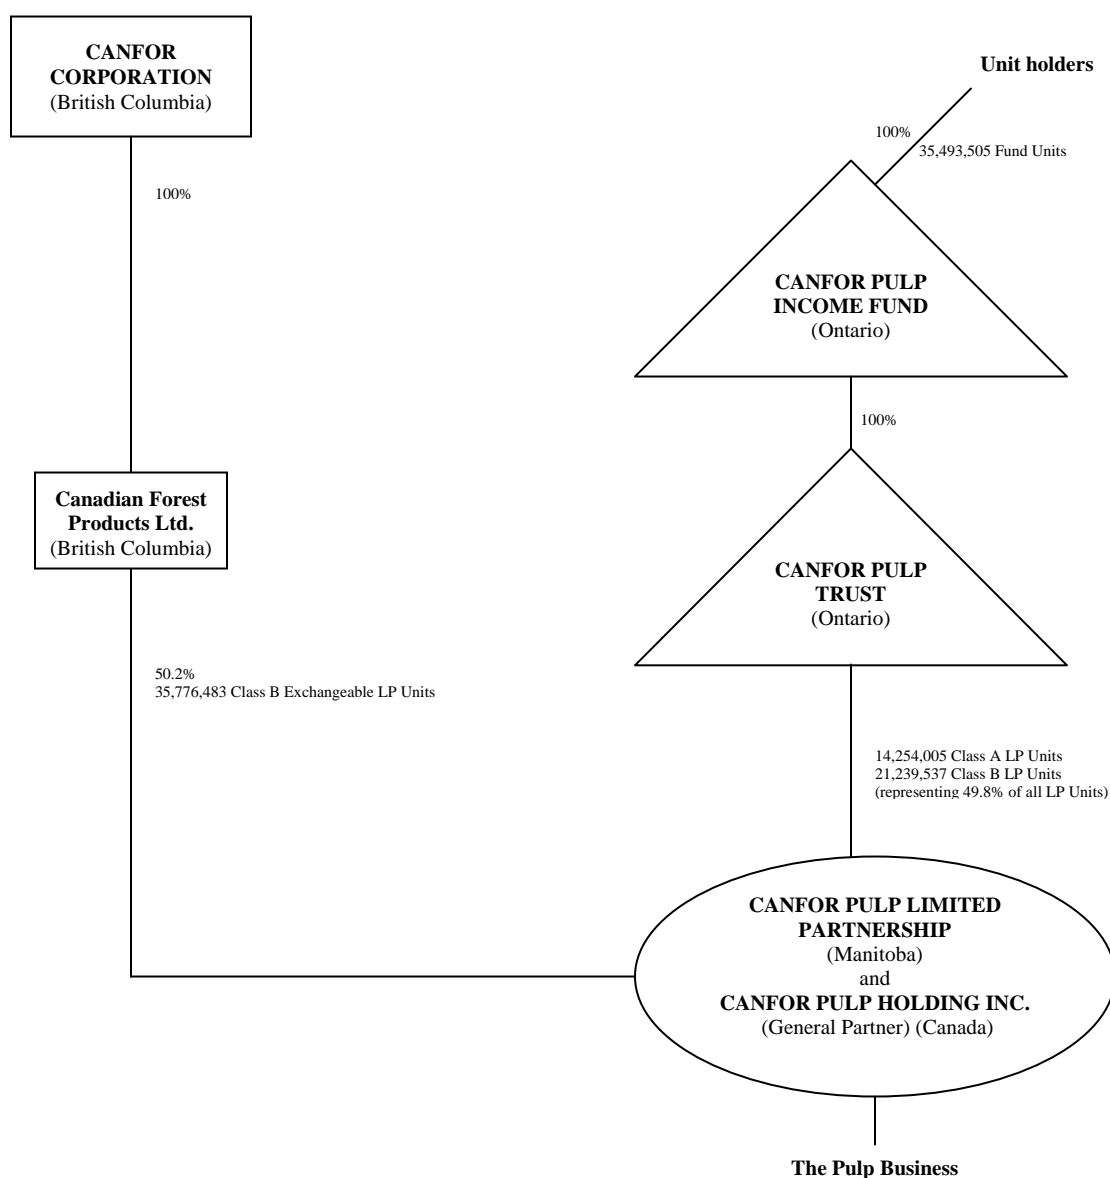 CANFOR
CORPORATION
(British Columbia)
Unit holders
100%
35,493,505 Fund Units
100%
CANFOR PULP
INCOME FUND
(Ontario)
100%
Canadian Forest
Products Ltd.
(British Columbia)
CANFOR PULP
TRUST
(Ontario)
50.2%
35,776,483 Class B Exchangeable LP Units
14,254,005 Class A LP Units
21,239,537 Class B LP Units
(representing 49.8% of all LP Units)
CANFOR PULP LIMITED
PARTNERSHIP
(Manitoba)
and
CANFOR PULP HOLDING INC.
(General Partner) (Canada)
The Pulp Business